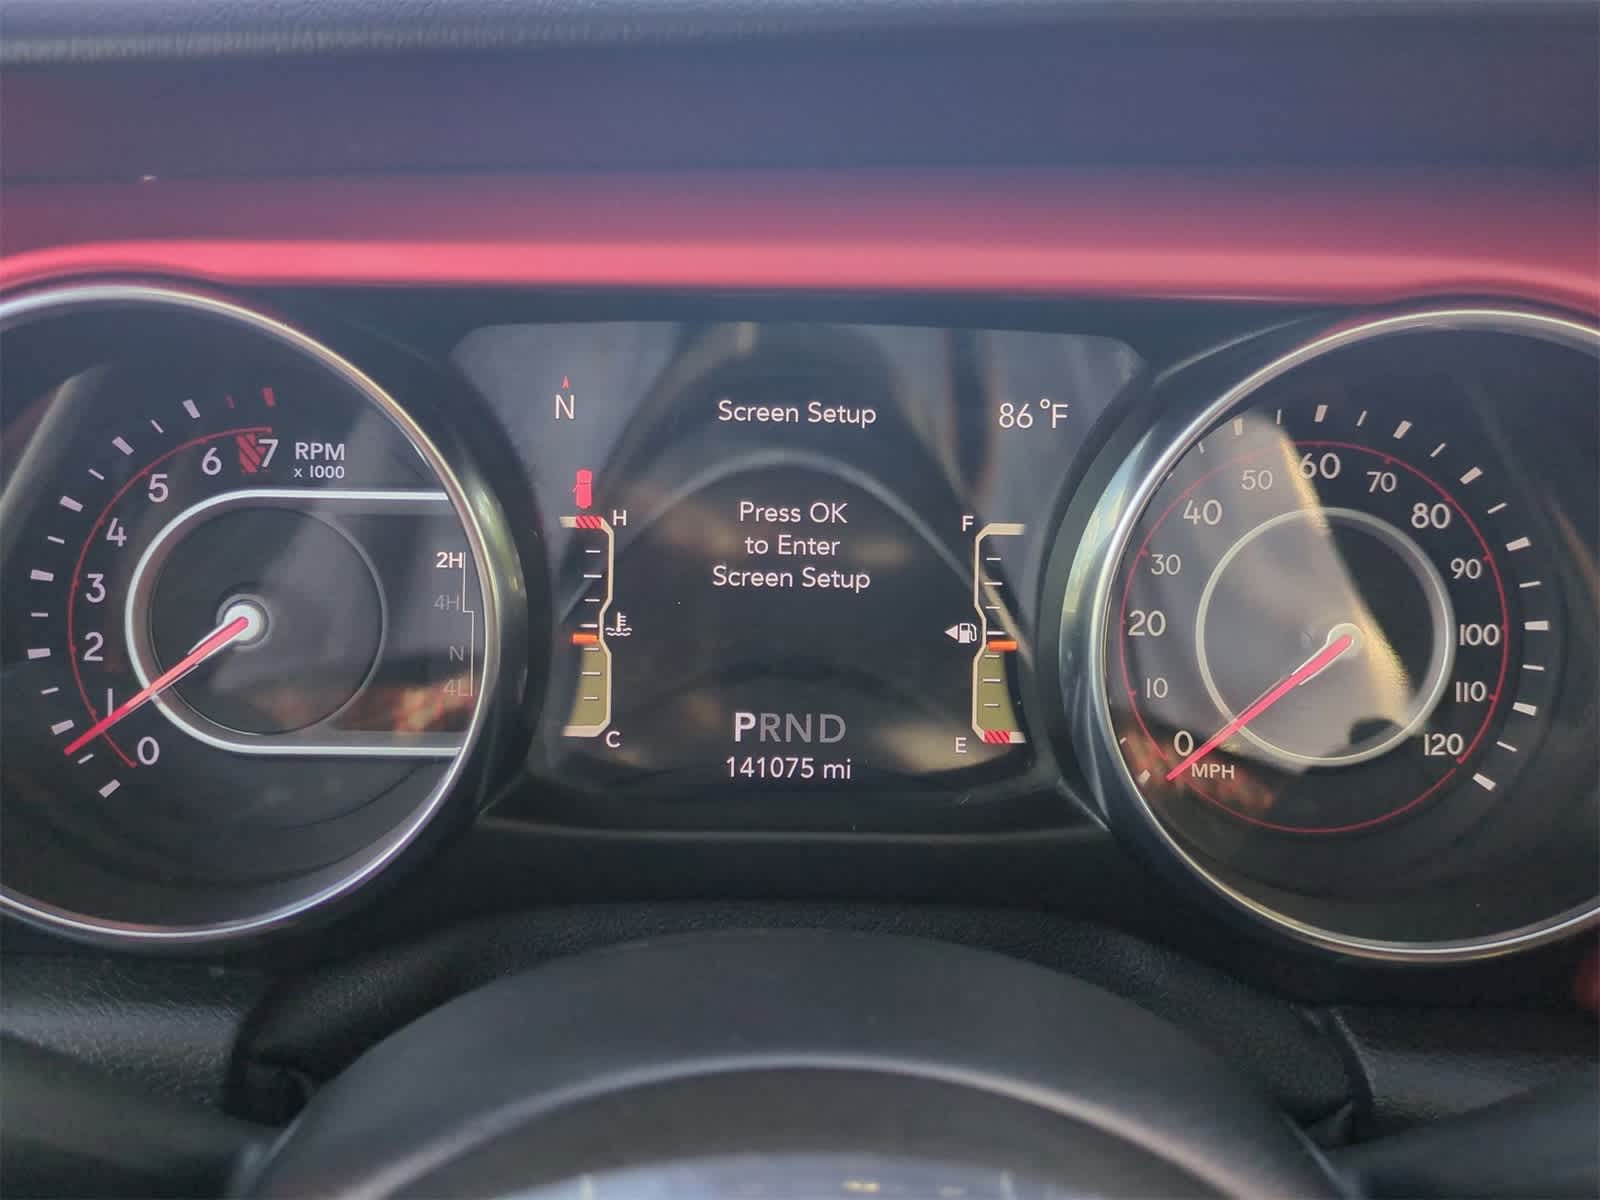 N
Screen Setup
86 °F
Press OK
to Enter
Screen Setup
H
C
F
E
PRND
141075 mi
0
1
2
3
4
5
6
7
RPM
x 1000
2H
4H
N
4L
0
10
20
30
40
50
60
70
80
90
100
110
120
MPH